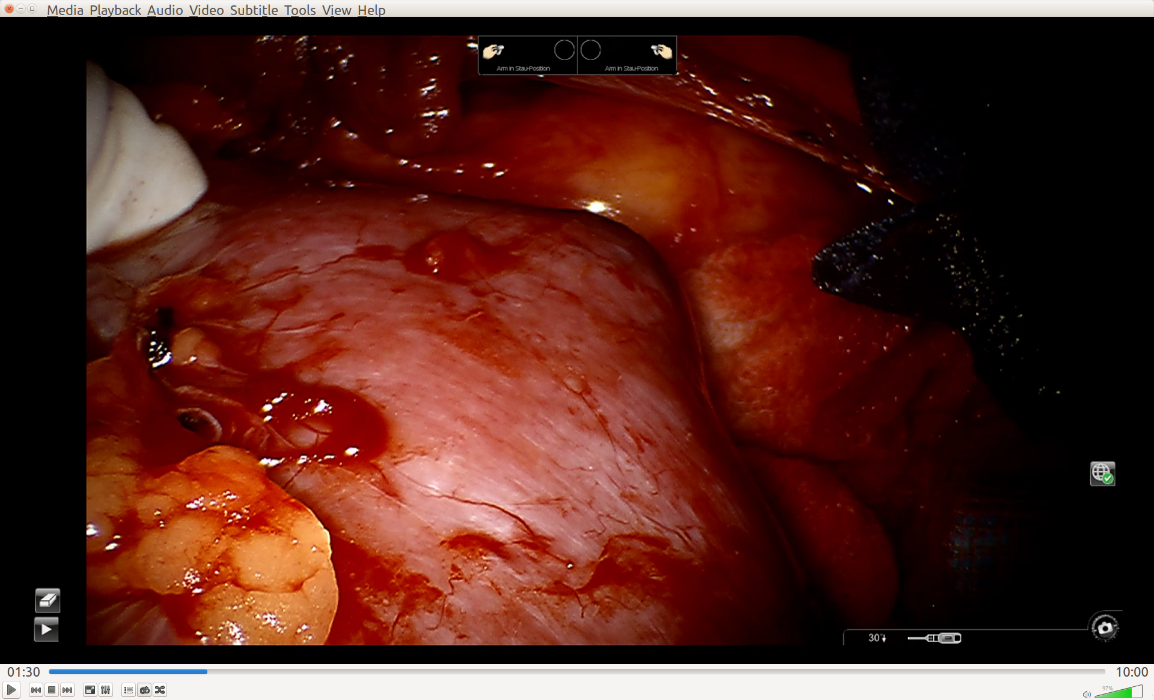 Media Playback Audio Video Subtitle Tools View Help
Arm in Stau-Position
Arm in Stau-Position
30°
01:30
10:00
97%